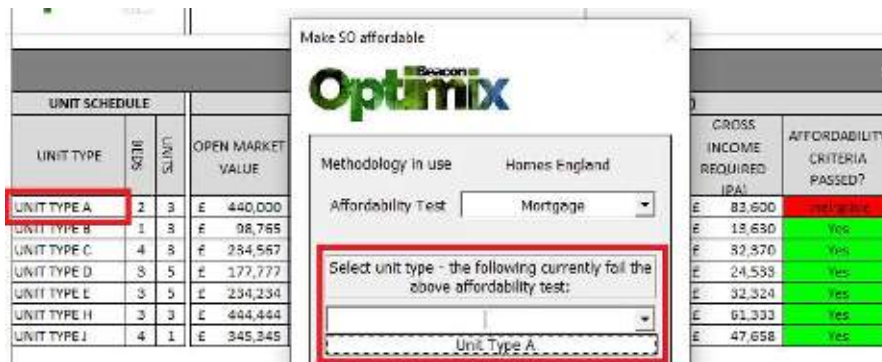 Make SO affordable
Beacon
Optimix
UNIT SCHEDULE
UNIT TYPE BEDS UNITS OPEN MARKET VALUE GROSS INCOME REQUIRED (PA) AFFORDABILITY CRITERIA PASSED?
Methodology in use Homes England
Affordability Test Mortgage
UNIT TYPE A 2 3 £ 440,000 £ 83,600
UNIT TYPE B 1 3 £ 98,765 £ 13,630 Yes
UNIT TYPE C 4 3 £ 234,567 £ 32,370 Yes
UNIT TYPE D 3 5 £ 177,777 £ 24,533 Yes
UNIT TYPE E 3 5 £ 234,234 £ 32,324 Yes
UNIT TYPE H 3 3 £ 444,444 £ 61,333 Yes
UNIT TYPE J 4 1 £ 345,345 £ 47,658 Yes
Select unit type - the following currently fail the
above affordability test:
Unit Type A